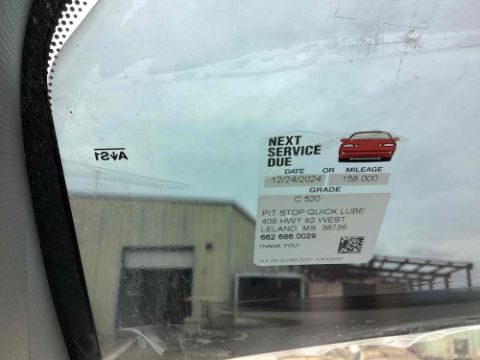 NEXT
SERVICE
DUE
DATE OR MILEAGE
12/24/2024 158,000
GRADE
C 520
PIT STOP QUICK LUBE
408 HWY 82 WEST
LELAND, MS 38756
662.686.0029
THANK YOU!
AS1